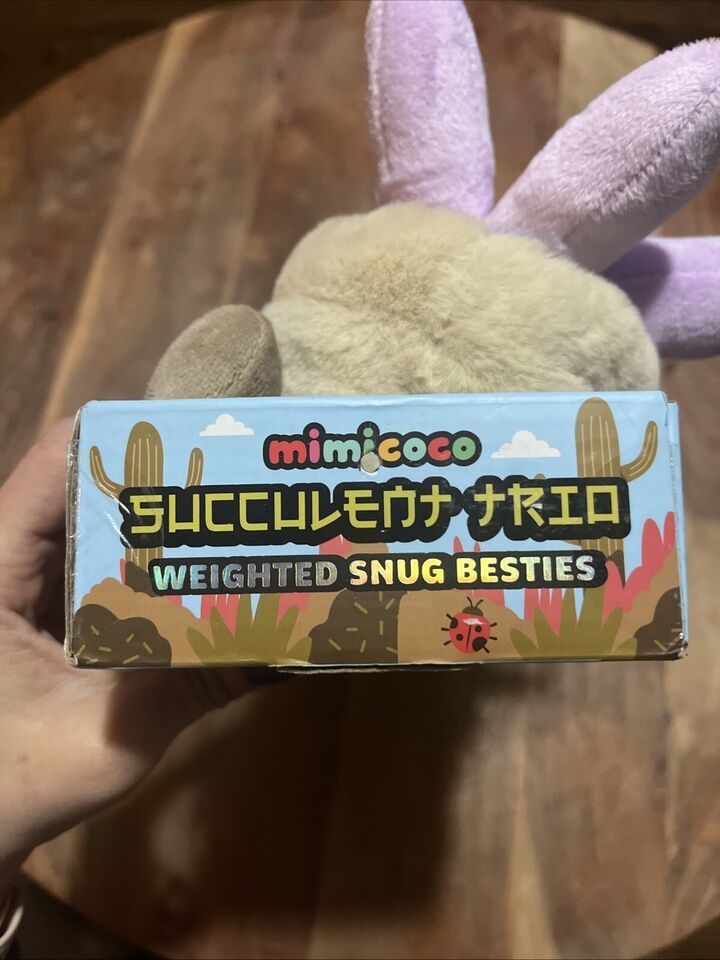 mimicoco
SUCCULENT TRIO
WEIGHTED SNUG BESTIES